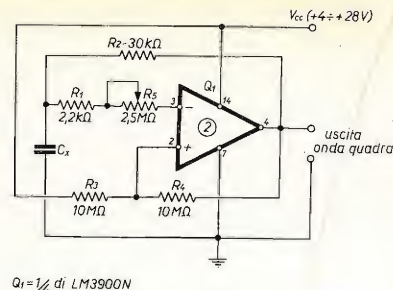 Vcc (+4÷+28V)
R2-30kΩ
R1
2,2kΩ
R5
2,5MΩ
Q1
14
3
-
2
4
2
+
7
Cx
uscita
onda quadra
R3
10MΩ
R4
10MΩ
Q1=1/2 di LM3900N